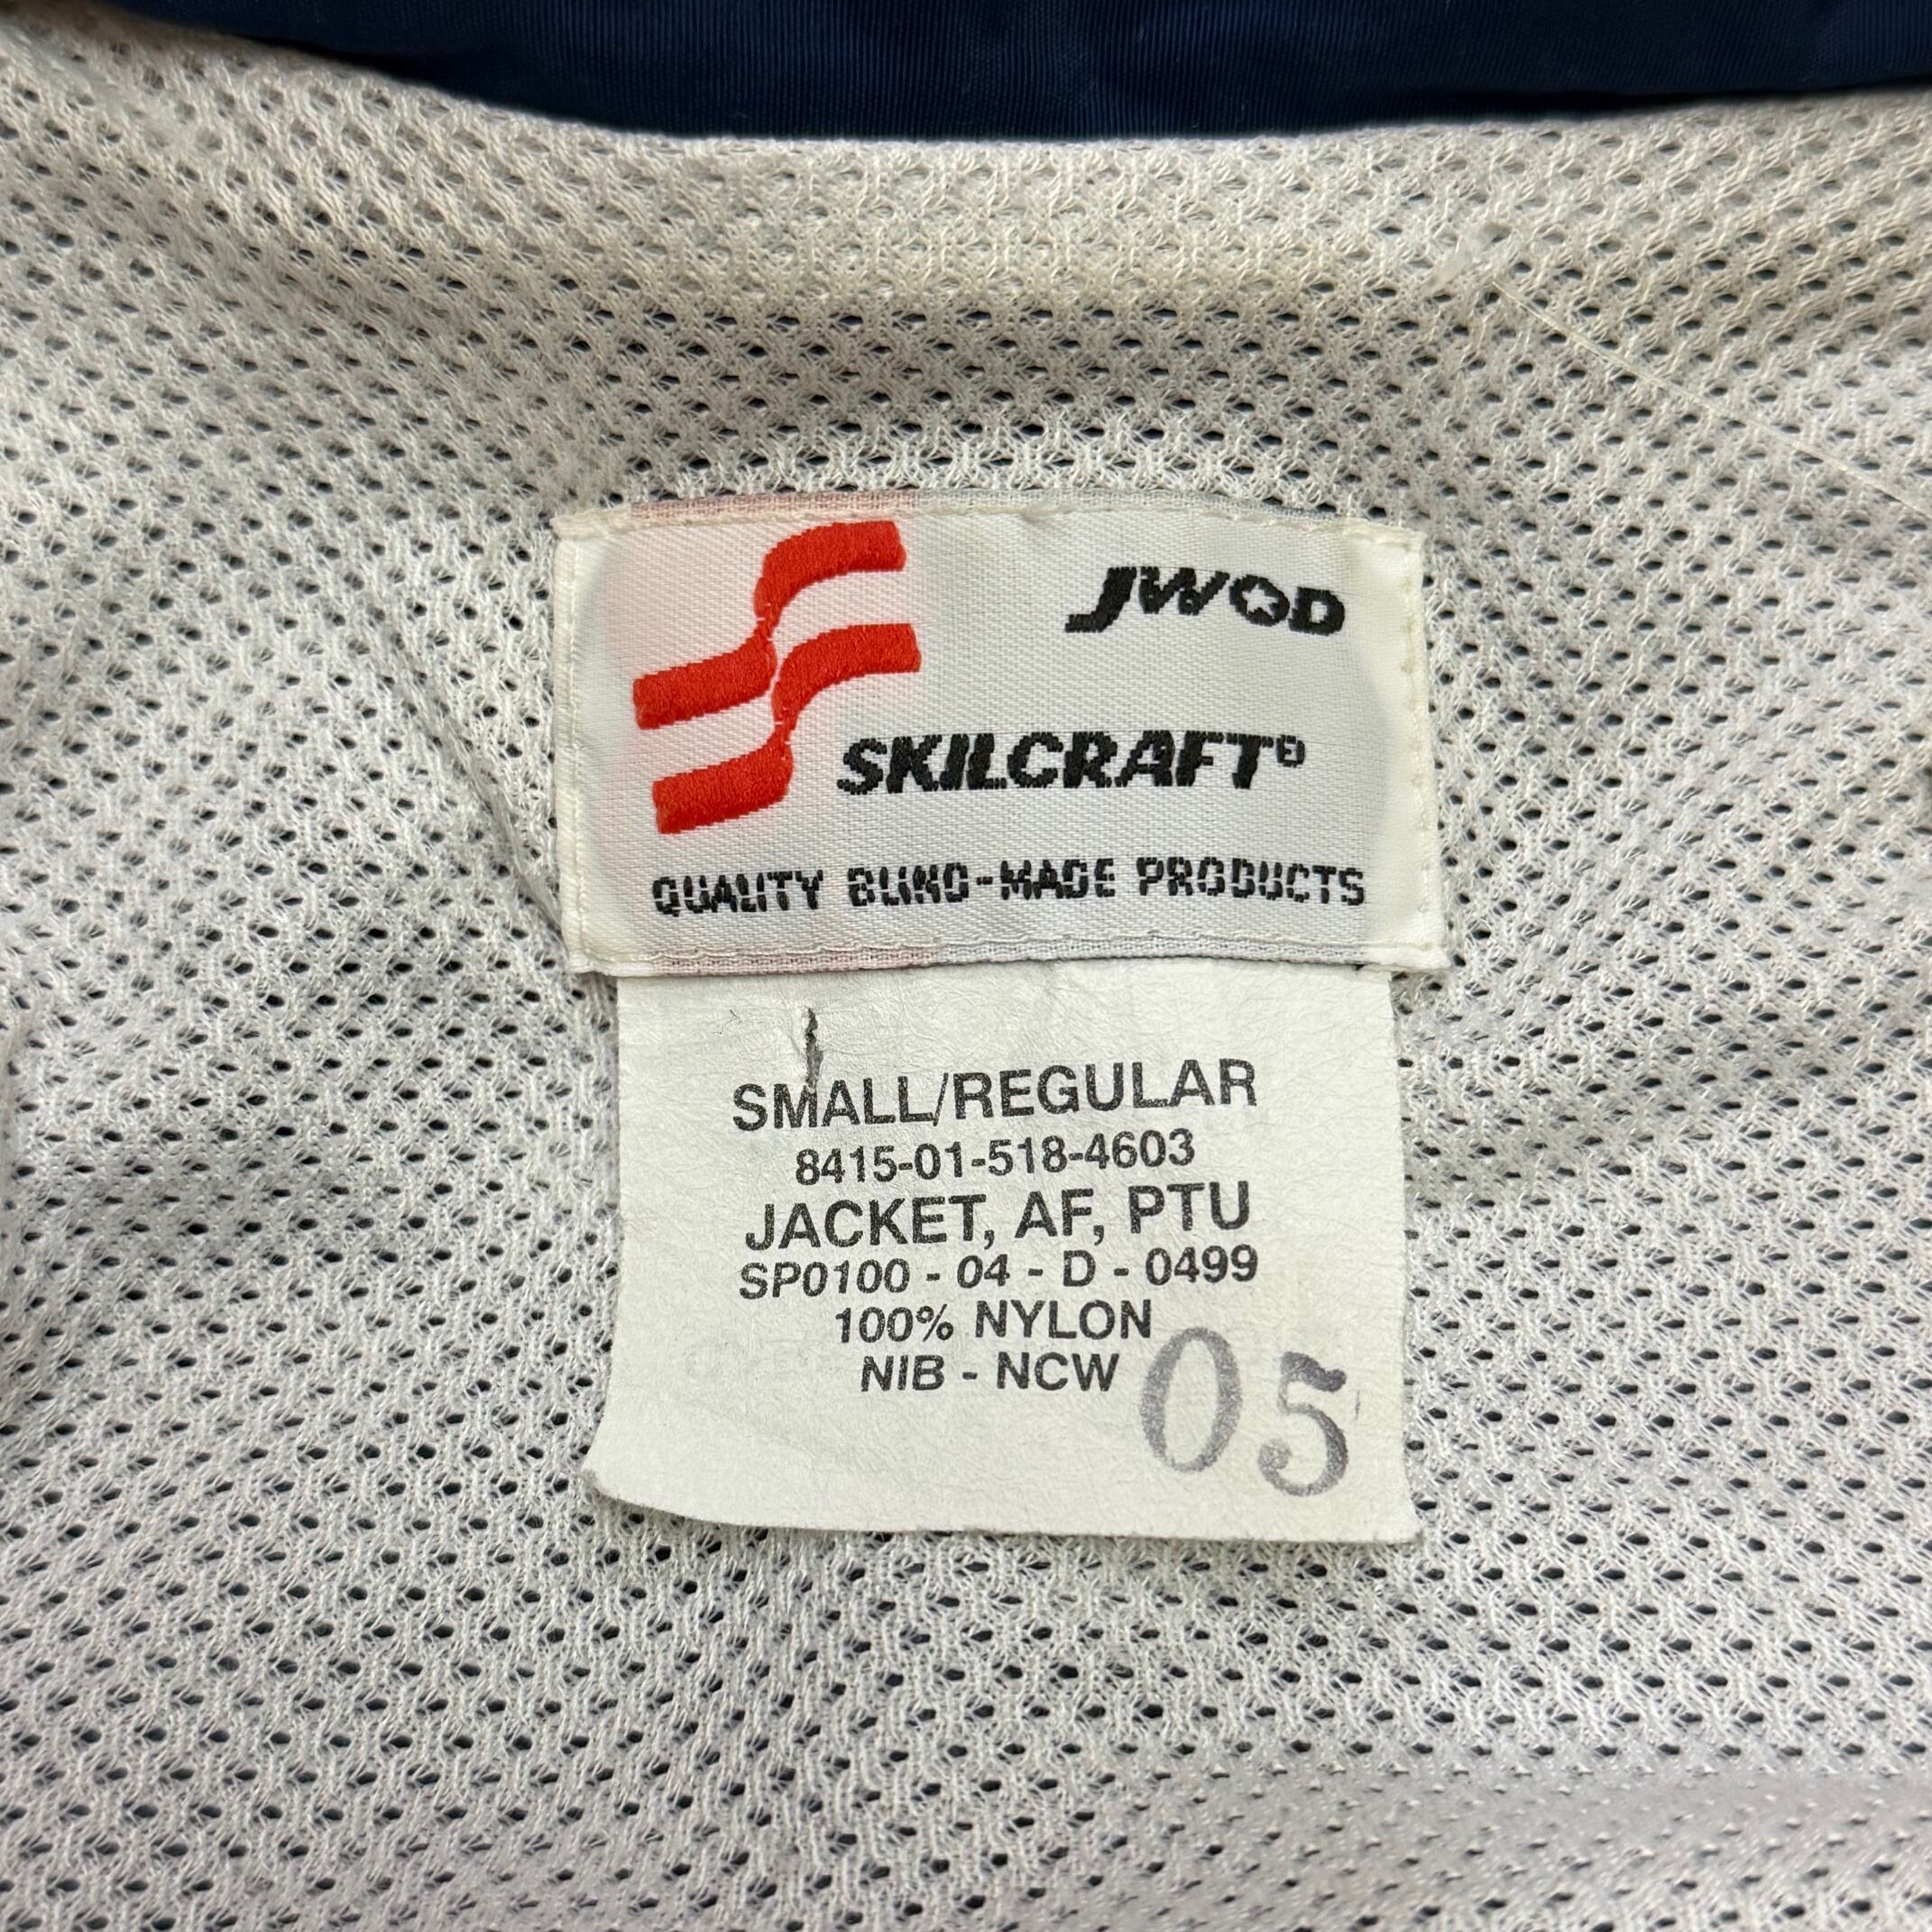 JWOD
SKILCRAFT®
QUALITY BLIND-MADE PRODUCTS
SMALL/REGULAR
8415-01-518-4603
JACKET, AF, PTU
SP0100 - 04 - D - 0499
100% NYLON
NIB - NCW
05